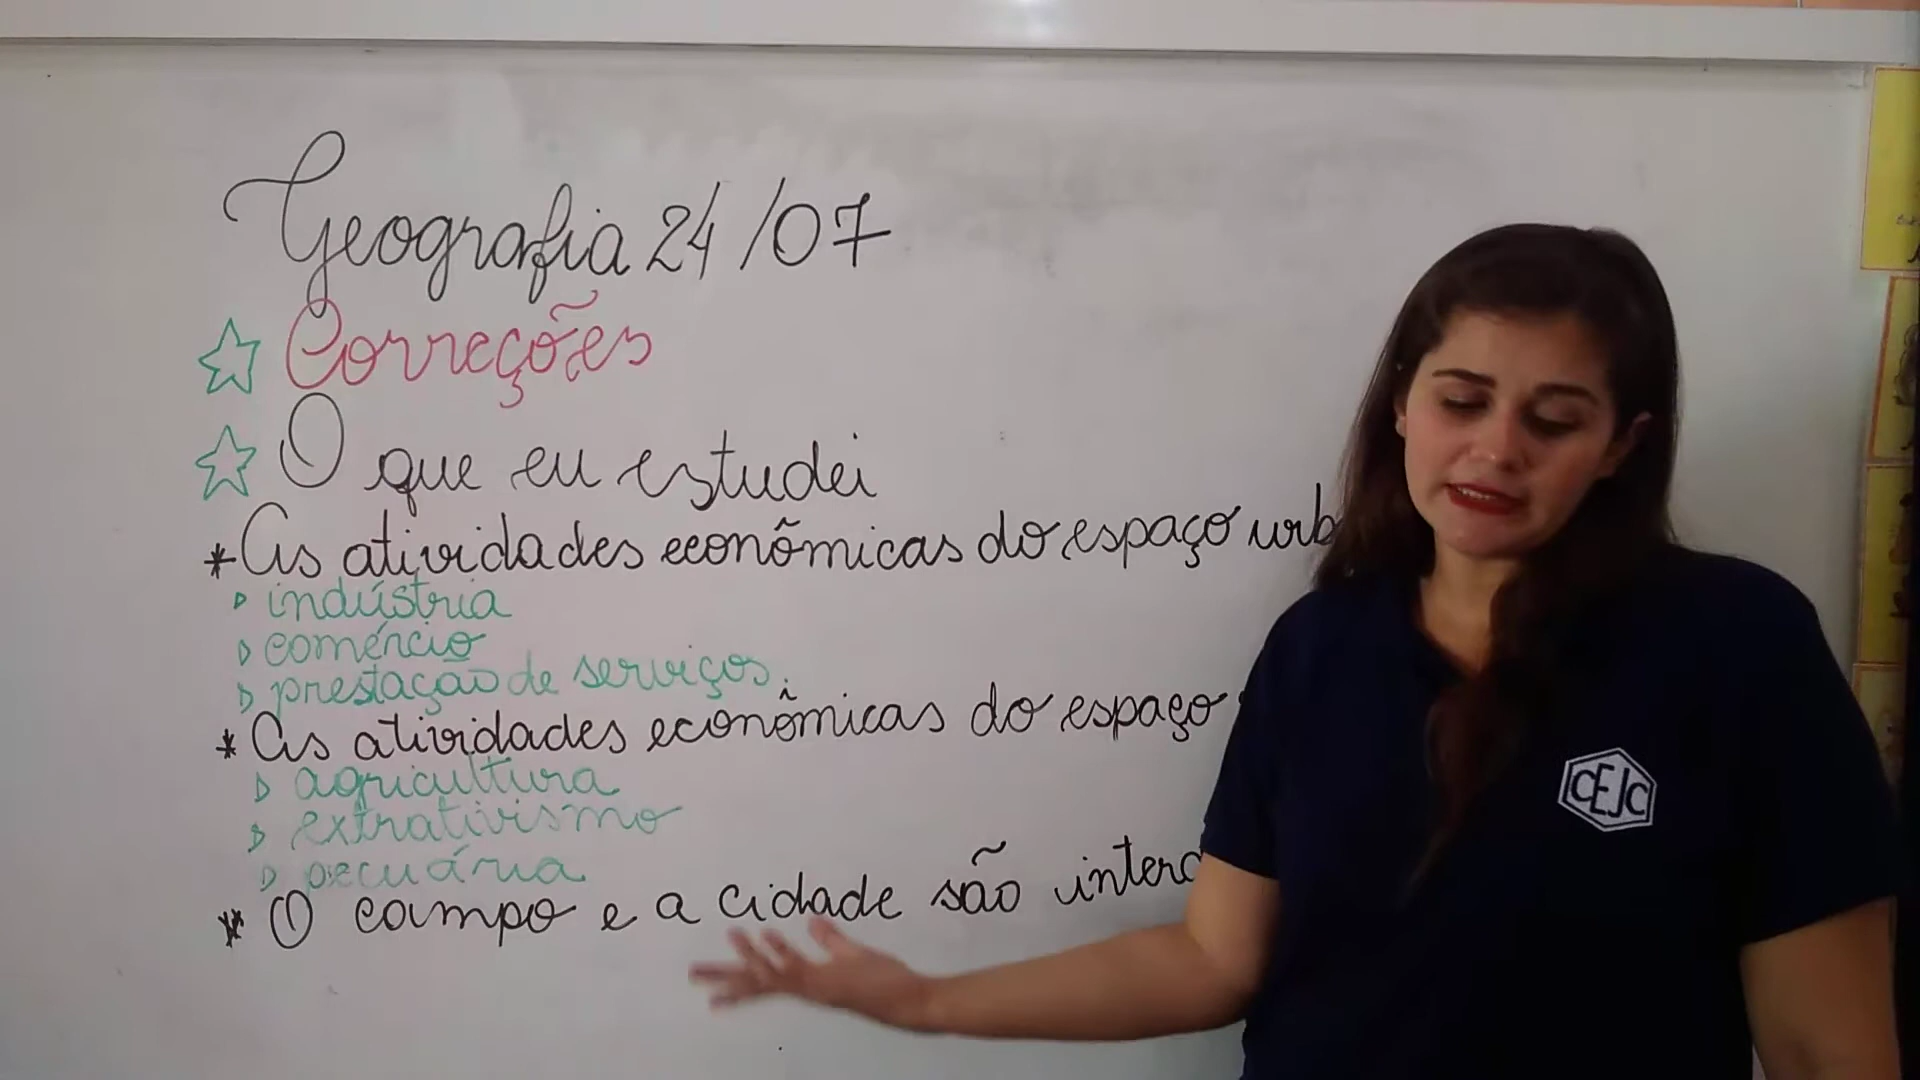 Geografia 24/07
☆ Correções
☆ O que eu estudei
* As atividades econômicas do espaço urb
▷ indústria
▷ comércio
▷ prestação de serviços.
* As atividades econômicas do espaço
▷ agricultura
▷ extrativismo
▷ pecuária
* O campo e a cidade são inter
CEJC